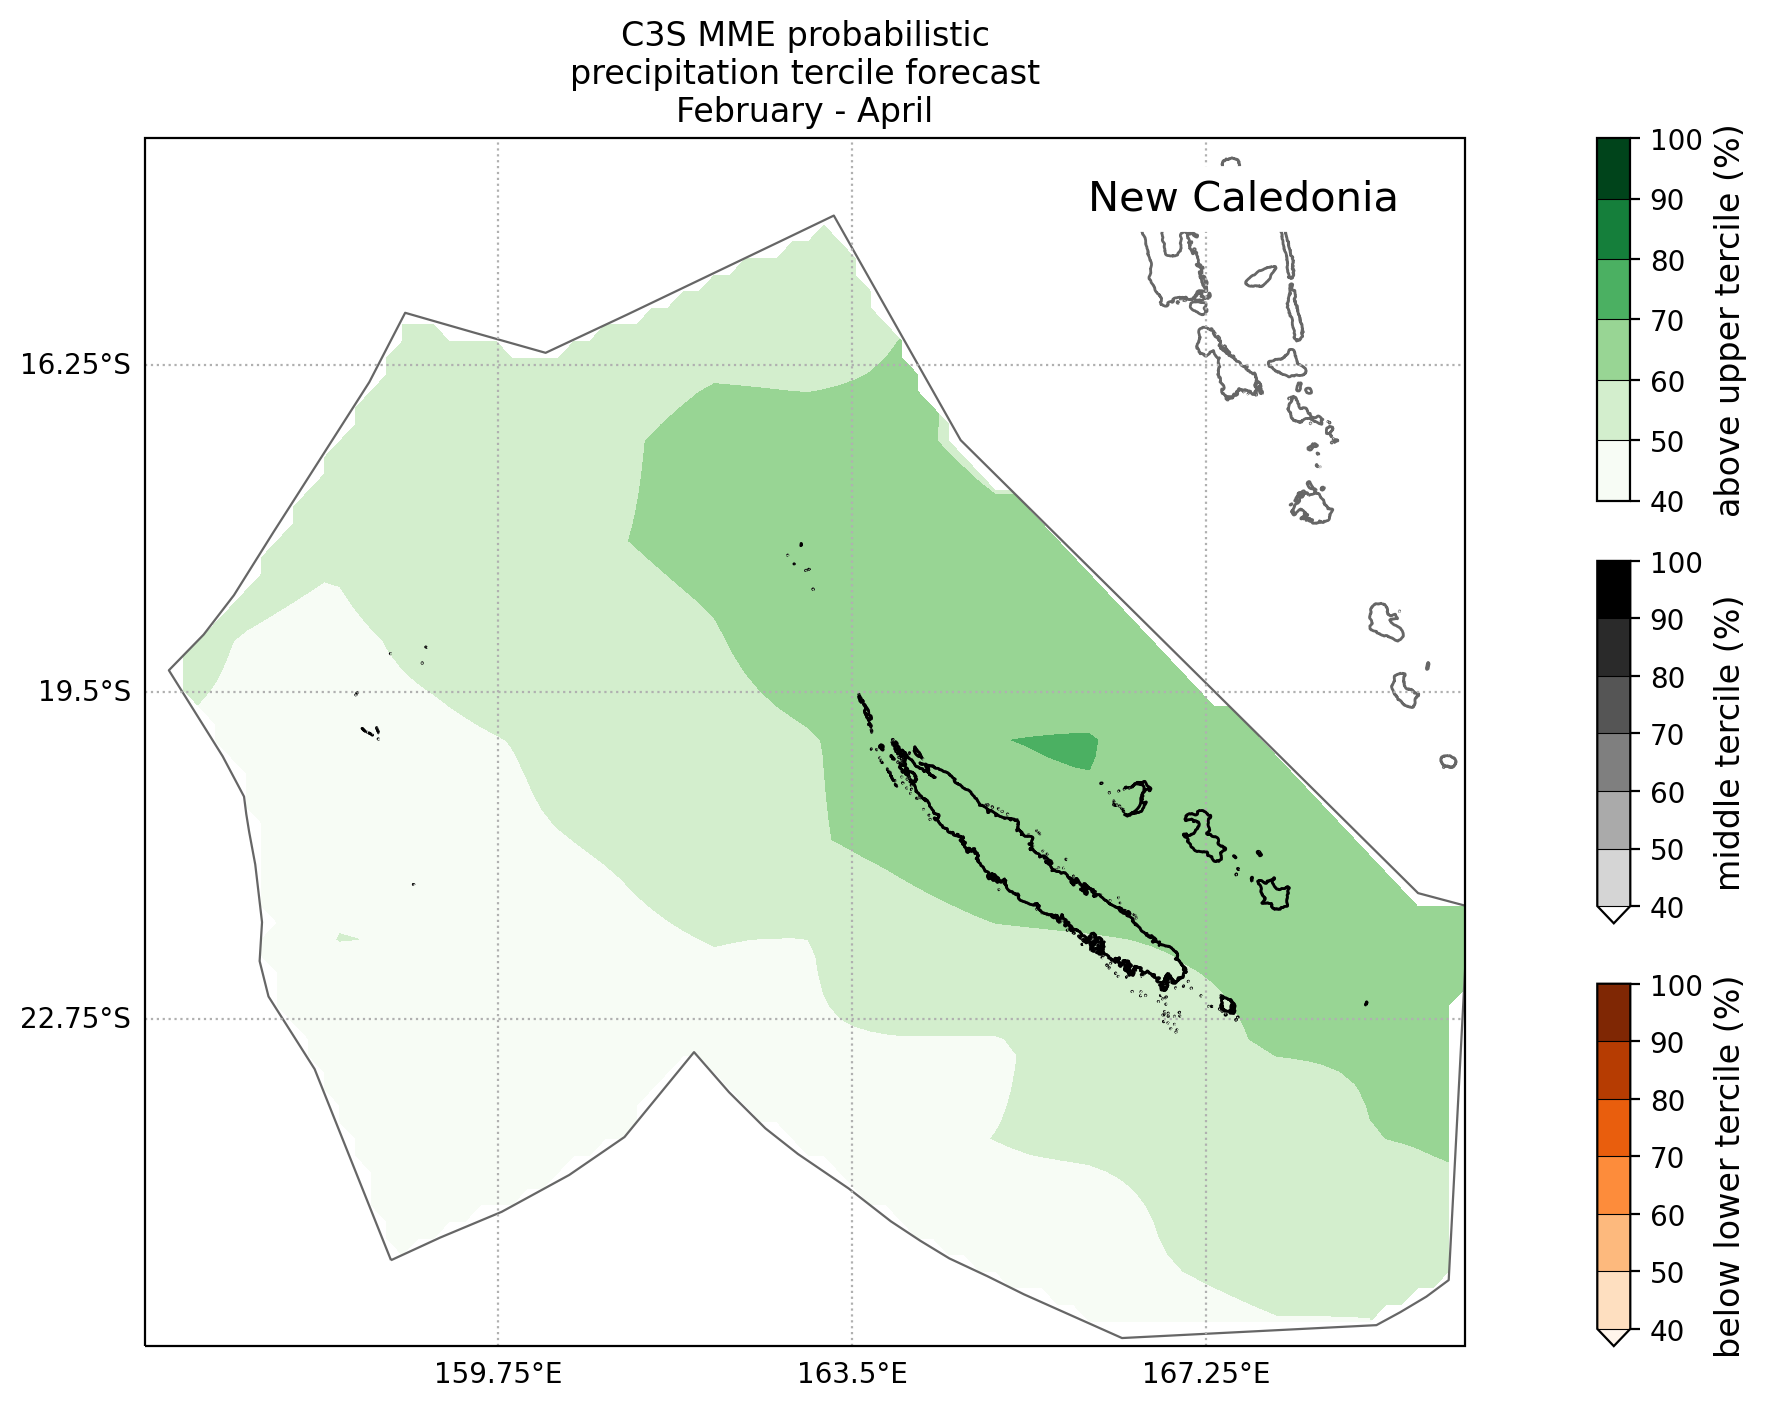 C3S MME probabilistic
precipitation tercile forecast
February - April
New Caledonia
16.25°S
19.5°S
22.75°S
159.75°E
163.5°E
167.25°E
100
90
80
70
60
50
40
above upper tercile (%)
100
90
80
70
60
50
40
middle tercile (%)
100
90
80
70
60
50
40
below lower tercile (%)